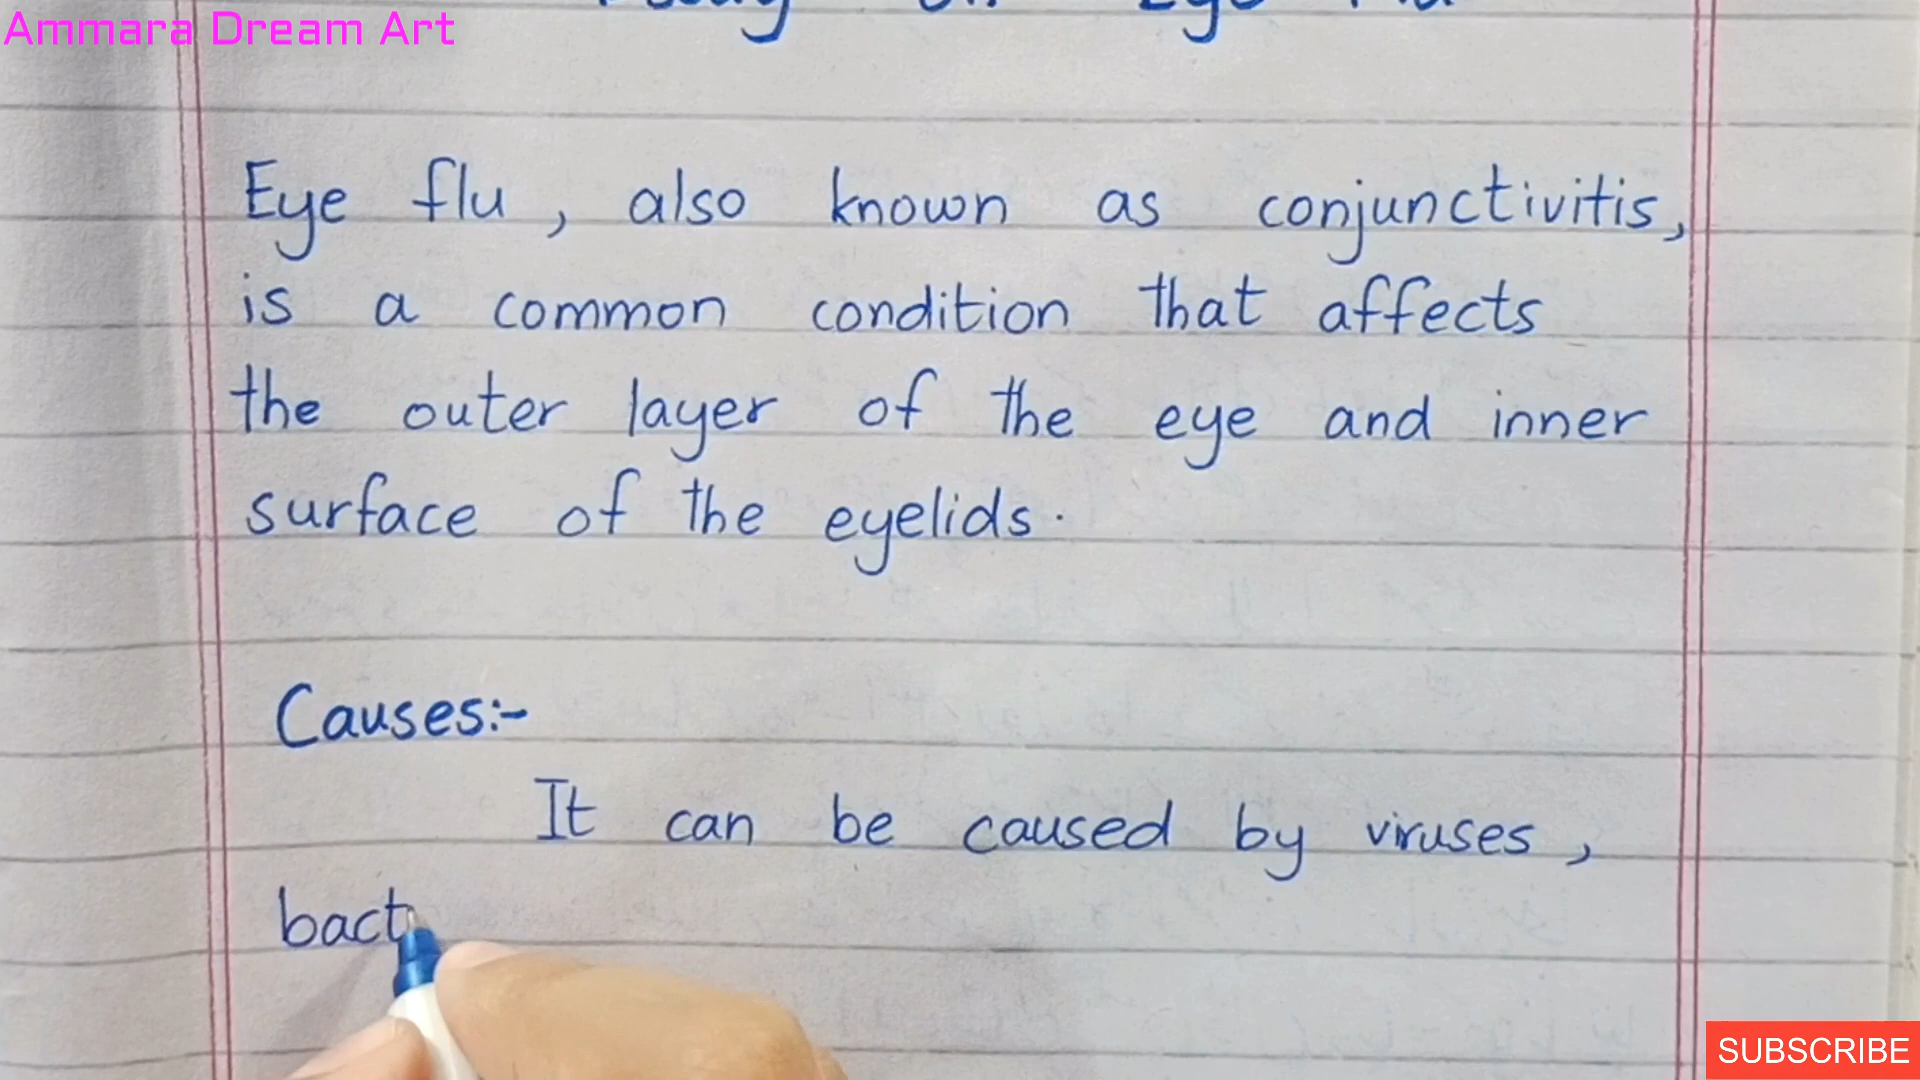 Ammara Dream Art
Eye flu, also known as conjunctivitis,
is a common condition that affects
the outer layer of the eye and inner
surface of the eyelids.
Causes:-
It can be caused by viruses,
bact
SUBSCRIBE